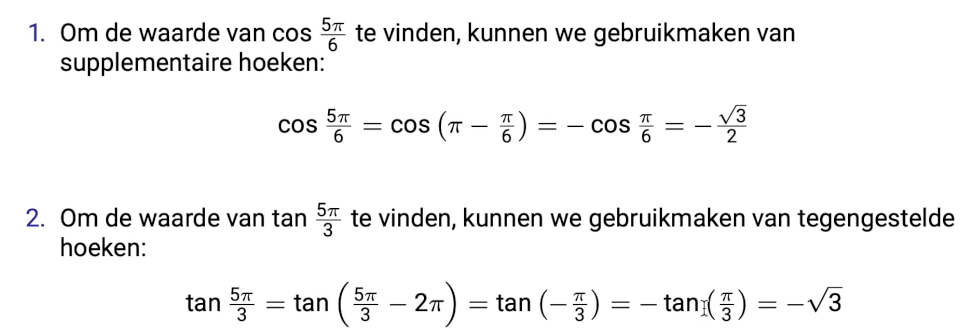 1. Om de waarde van cos 5π/6 te vinden, kunnen we gebruikmaken van
supplementaire hoeken:
cos 5π/6 = cos (π − π/6) = − cos π/6 = −√3/2
2. Om de waarde van tan 5π/3 te vinden, kunnen we gebruikmaken van tegengestelde
hoeken:
tan 5π/3 = tan (5π/3 − 2π) = tan (−π/3) = − tan (π/3) = −√3